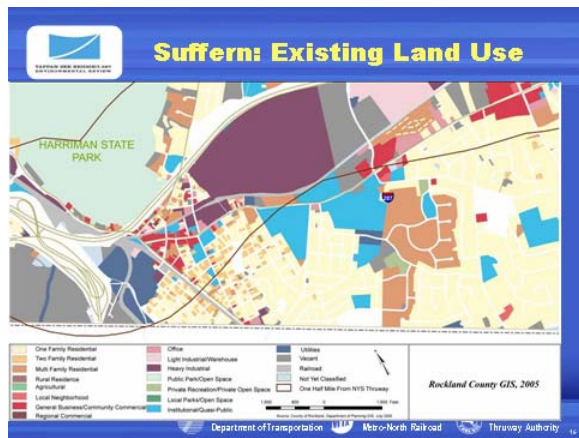 Suffern: Existing Land Use
TAPPAN ZEE BRIDGE/I-287
ENVIRONMENTAL REVIEW
HARRIMAN STATE
PARK
287
One Family Residential
Two Family Residential
Multi Family Residential
Rural Residence
Agricultural
Local Neighborhood
General Business/Community Commercial
Regional Commercial
Office
Light Industrial/Warehouse
Heavy Industrial
Public Park/Open Space
Private Recreation/Private Open Space
Local Parks/Open Space
Institutional/Quasi-Public
Utilities
Vacant
Railroad
Not Yet Classified
One Half Mile From NYS Thruway
Rockland County GIS, 2005
Department of Transportation
MTA
Metro-North Railroad
Thruway Authority